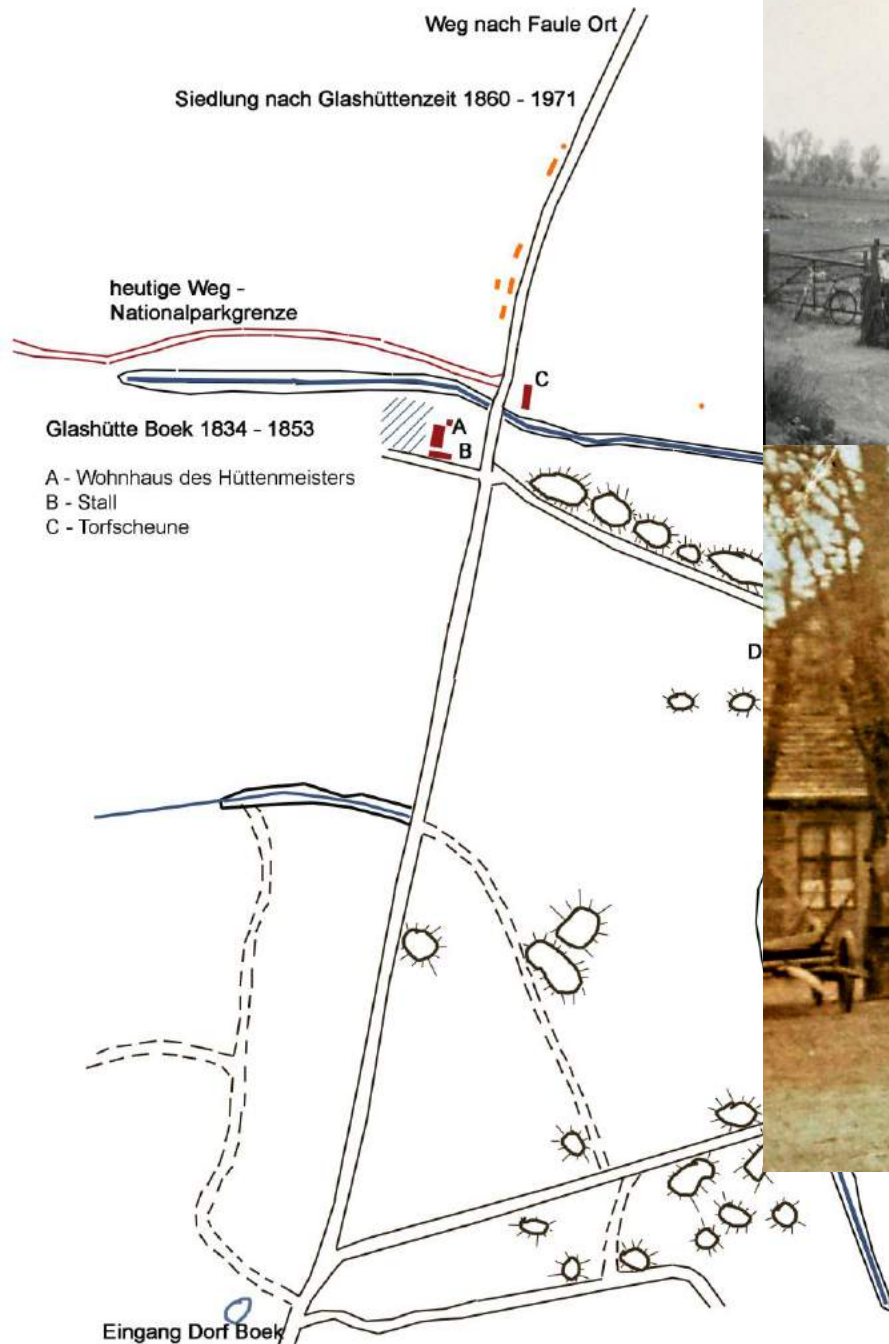 Weg nach Faule Ort
Siedlung nach Glashüttenzeit 1860 - 1971
heutige Weg -
Nationalparkgrenze
C
Glashütte Boek 1834 - 1853
A
B
A - Wohnhaus des Hüttenmeisters
B - Stall
C - Torfscheune
D
Eingang Dorf Boek